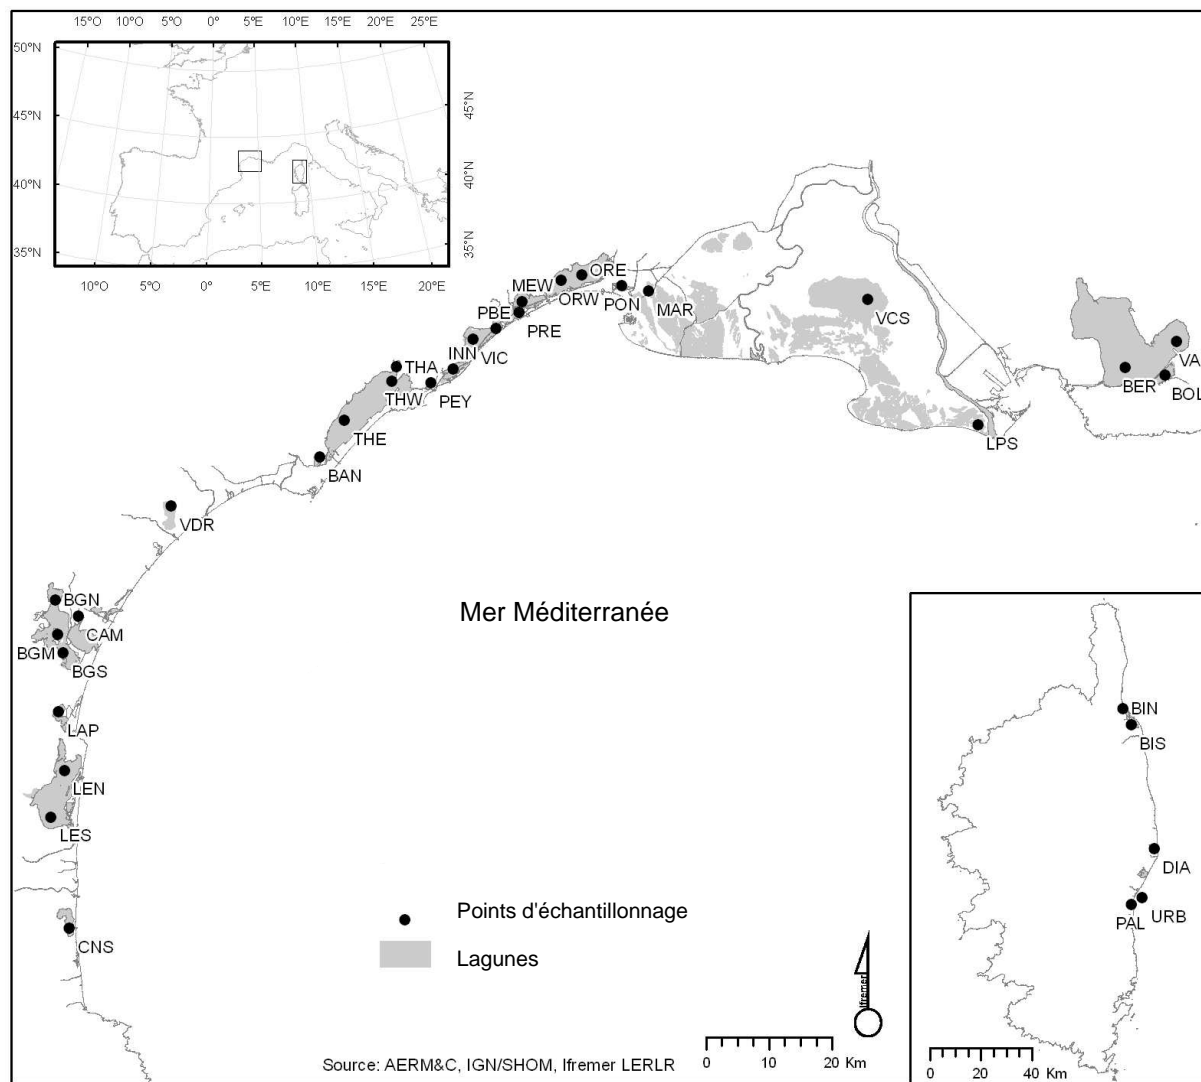 15°O 10°O 5°O 0° 5°E 10°E 15°E 20°E 25°E
50°N
45°N
40°N
35°N
45°N
40°N
35°N
10°O 5°O 0° 5°E 10°E 15°E 20°E
ORE
MEW
ORW
PON
MAR
VCS
PBE
PRE
INN
VIC
THA
THW
PEY
THE
BAN
VDR
BER
VA
BOL
LPS
BGN
CAM
BGM
BGS
LAP
LEN
LES
CNS
Mer Méditerranée
BIN
BIS
DIA
URB
PAL
Points d'échantillonnage
Lagunes
Ifremer
Source: AERM&C, IGN/SHOM, Ifremer LERLR
0 10 20 Km
0 20 40 Km